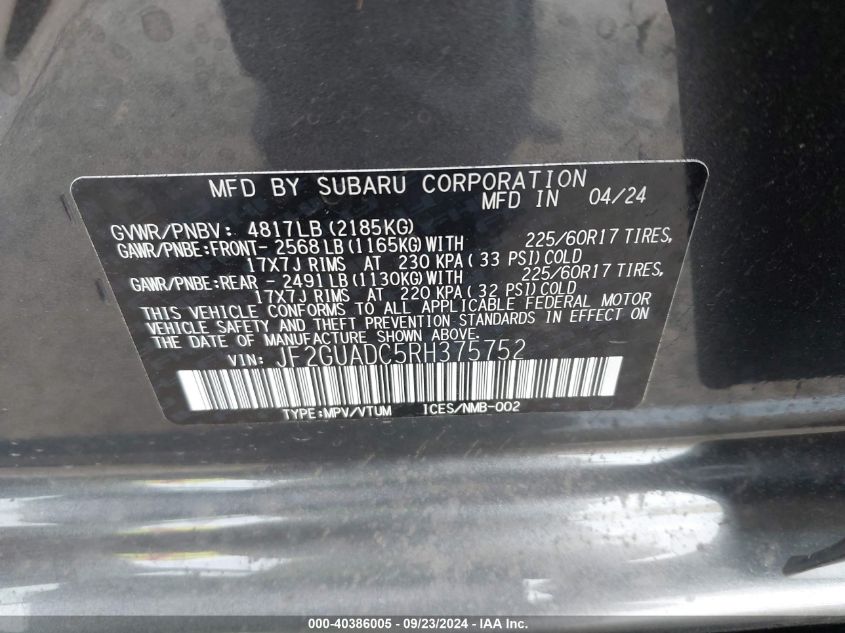 MFD BY SUBARU CORPORATION
MFD IN 04/24
GVWR/PNBV: 4817LB (2185KG)
GAWR/PNBE:FRONT- 2568LB (1165KG) WITH 225/60R17 TIRES,
17X7J RIMS AT 230 KPA ( 33 PSI) COLD
GAWR/PNBE:REAR - 2491LB (1130KG) WITH 225/60R17 TIRES,
17X7J RIMS AT 220 KPA ( 32 PSI) COLD
THIS VEHICLE CONFORMS TO ALL APPLICABLE FEDERAL MOTOR
VEHICLE SAFETY AND THEFT PREVENTION STANDARDS IN EFFECT ON
THE DATE OF MANUFACTURE SHOWN ABOVE.
VIN: JF2GUADC5RH375752
TYPE:MPV/VTUM ICES/NMB-002
000-40386005 - 09/23/2024 - IAA Inc.